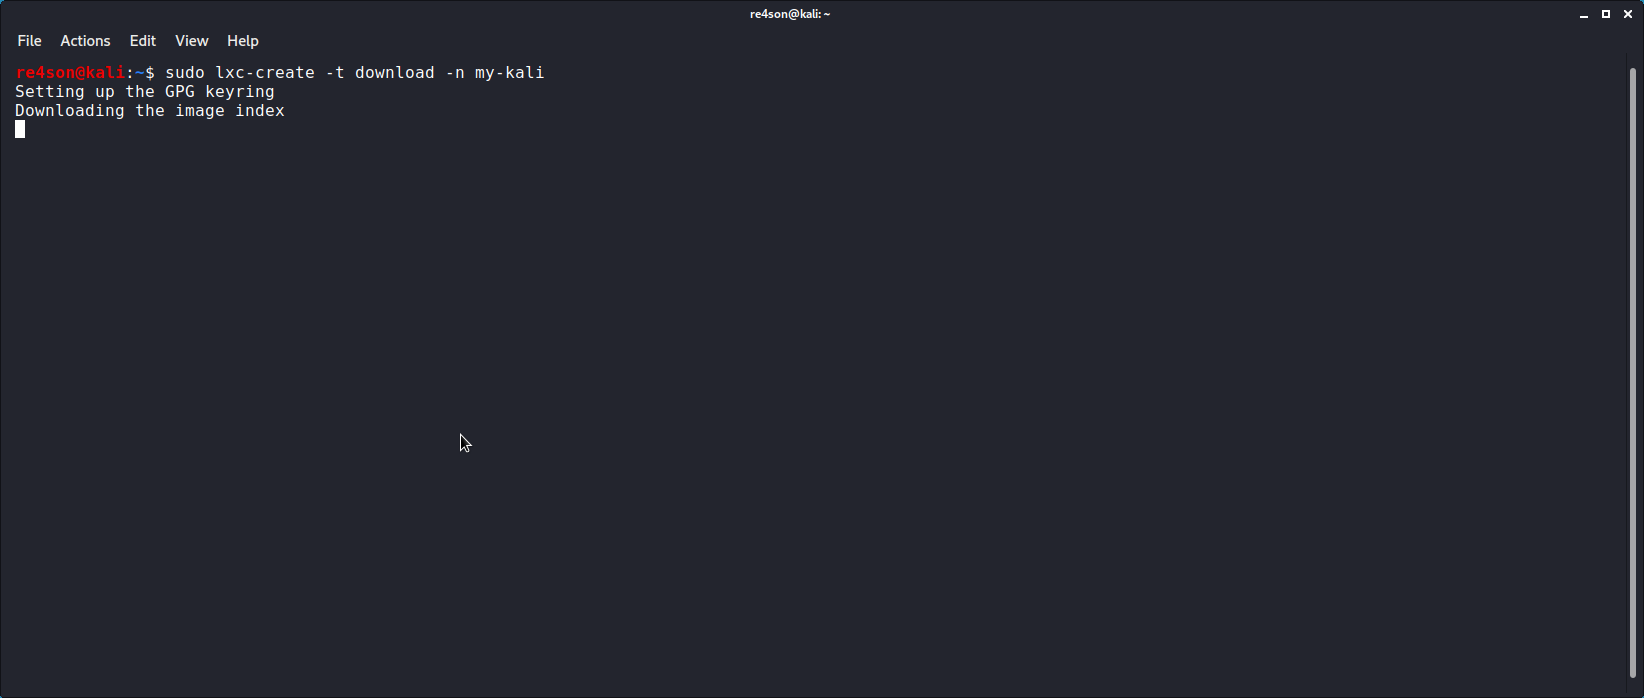 re4son@kali: ~
File Actions Edit View Help
re4son@kali:~$ sudo lxc-create -t download -n my-kali
Setting up the GPG keyring
Downloading the image index